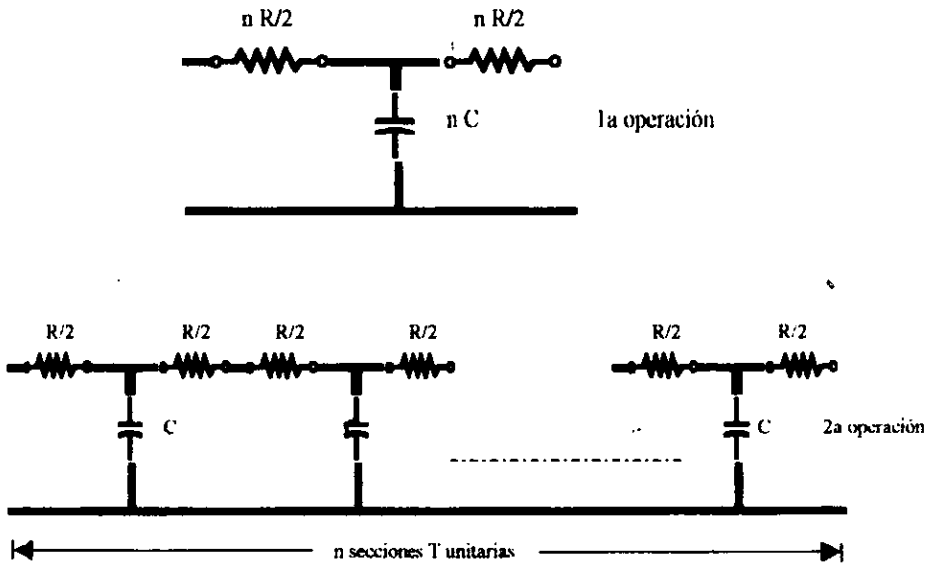 n R/2
n R/2
n C
1a operación
R/2
R/2
R/2
R/2
R/2
R/2
C
C
2a operación
n secciones T unitarias